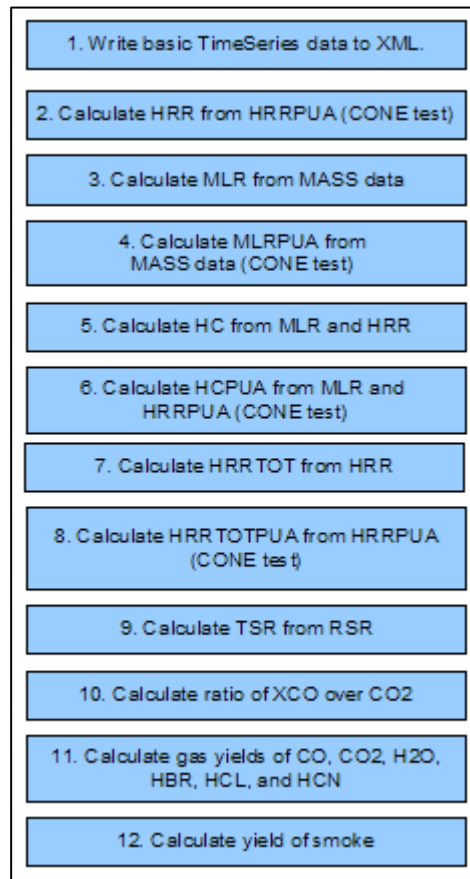 1. Write basic TimeSeries data to XML.
2. Calculate HRR from HRRPUA (CONE test)
3. Calculate MLR from MASS data
4. Calculate MLRPUA from
MASS data (CONE test)
5. Calculate HC from MLR and HRR
6. Calculate HCPUA from MLR and
HRRPUA (CONE test)
7. Calculate HRRTOT from HRR
8. Calculate HRRTOTPUA from HRRPUA
(CONE test)
9. Calculate TSR from RSR
10. Calculate ratio of XCO over CO2
11. Calculate gas yields of CO, CO2, H2O,
HBR, HCL, and HCN
12. Calculate yield of smoke